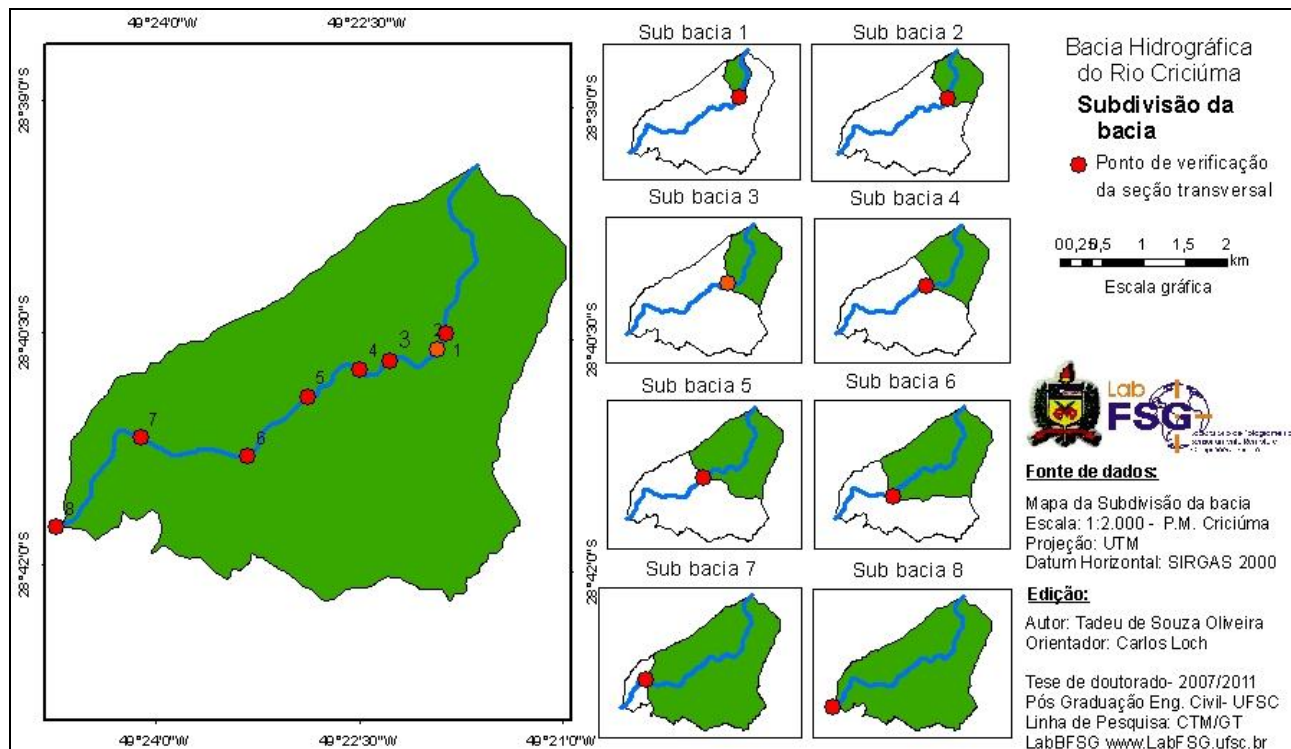 49°24'0"W
49°22'30"W
28°39'0"S
28°40'30"S
28°42'0"S
1
2
3
4
5
6
7
8
49°24'0"W
49°22'30"W
49°21'0"W
Sub bacia 1
Sub bacia 2
28°39'0"S
Sub bacia 3
Sub bacia 4
28°40'30"S
Sub bacia 5
Sub bacia 6
28°42'0"S
Sub bacia 7
Sub bacia 8
Bacia Hidrográfica
do Rio Criciúma
Subdivisão da
bacia
Ponto de verificação
da seção transversal
00,250,5 1 1,5 2
km
Escala gráfica
Lab
FSG
Fonte de dados:
Mapa da Subdivisão da bacia
Escala: 1:2.000 - P.M. Criciúma
Projeção: UTM
Datum Horizontal: SIRGAS 2000
Edição:
Autor: Tadeu de Souza Oliveira
Orientador: Carlos Loch
Tese de doutorado- 2007/2011
Pós Graduação Eng. Civil- UFSC
Linha de Pesquisa: CTM/GT
LabBFSG www.LabFSG.ufsc.br